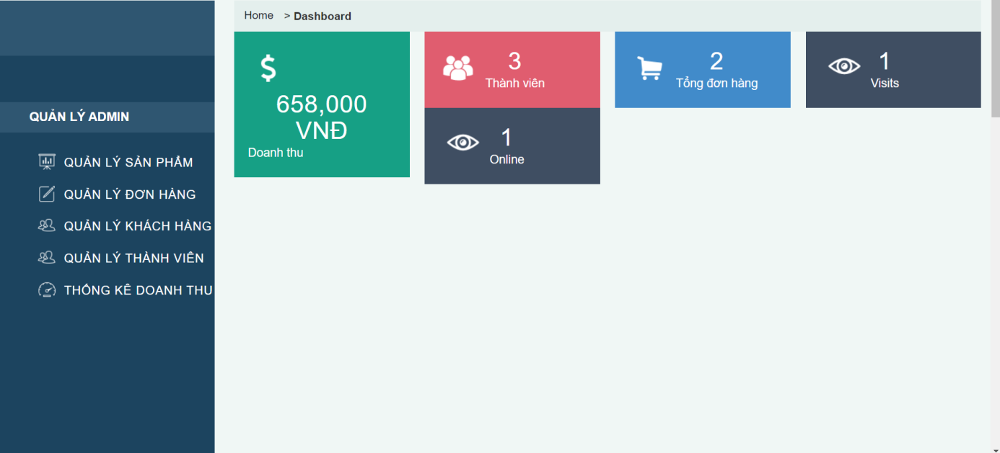 Home > Dashboard
QUẢN LÝ ADMIN
QUẢN LÝ SẢN PHẨM
QUẢN LÝ ĐƠN HÀNG
QUẢN LÝ KHÁCH HÀNG
QUẢN LÝ THÀNH VIÊN
THỐNG KÊ DOANH THU
658,000
VNĐ
Doanh thu
3
Thành viên
1
Online
2
Tổng đơn hàng
1
Visits